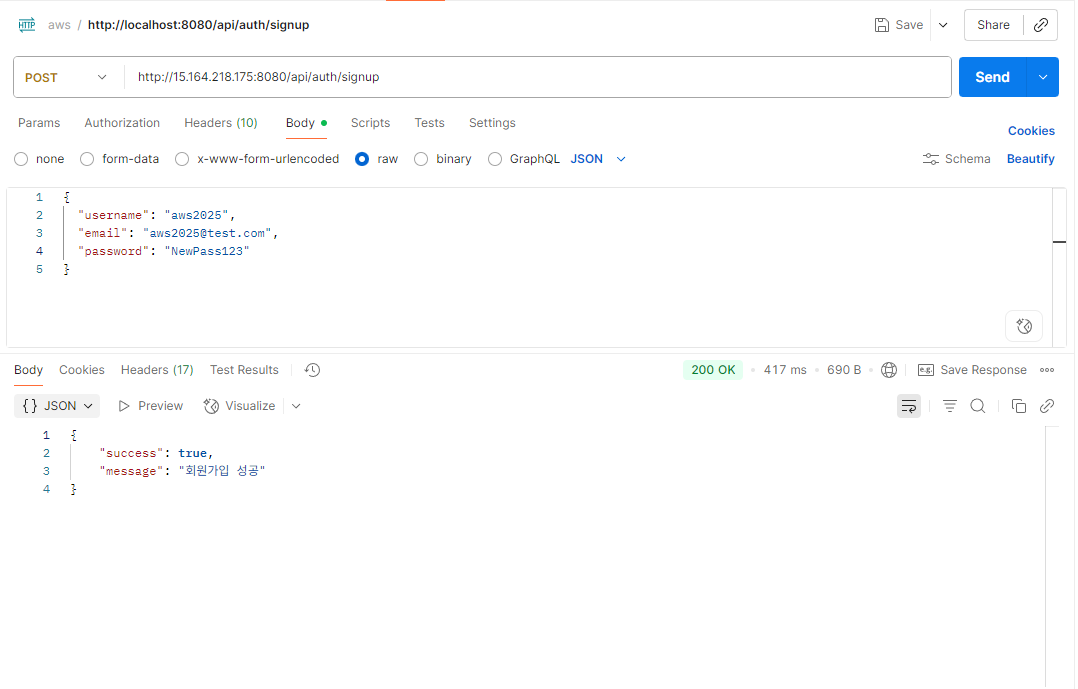 HTTP aws / http://localhost:8080/api/auth/signup Save Share
POST http://15.164.218.175:8080/api/auth/signup Send
Params Authorization Headers (10) Body Scripts Tests Settings Cookies
none form-data x-www-form-urlencoded raw binary GraphQL JSON Schema Beautify
1 {
2 "username": "aws2025",
3 "email": "aws2025@test.com",
4 "password": "NewPass123"
5 }
Body Cookies Headers (17) Test Results 200 OK • 417 ms • 690 B • e.g. Save Response
{} JSON Preview Visualize
1 {
2 "success": true,
3 "message": "회원가입 성공"
4 }